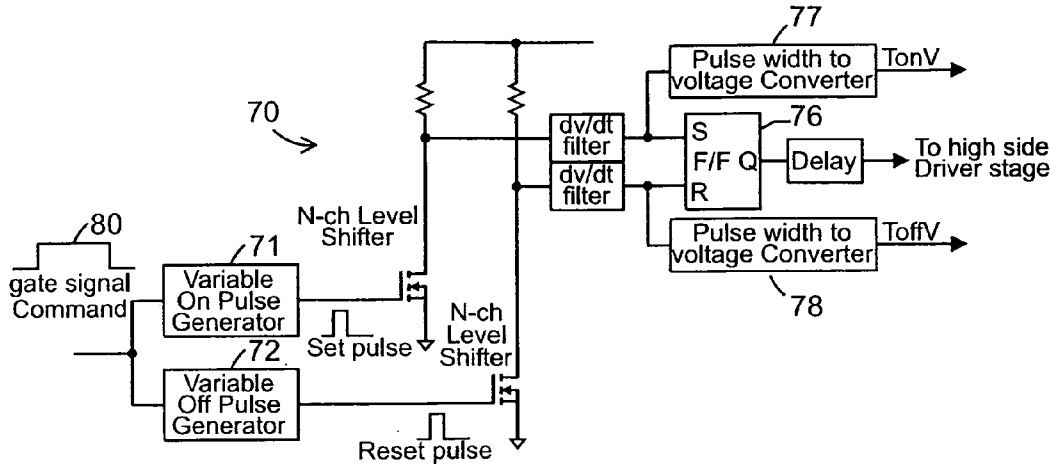 77
Pulse width to
voltage Converter
TonV
70
dv/dt
filter
76
S
F/F Q
R
Delay
To high side
Driver stage
dv/dt
filter
N-ch Level
Shifter
Pulse width to
voltage Converter
ToffV
78
80
gate signal
Command
71
Variable
On Pulse
Generator
Set pulse
N-ch
Level
Shifter
72
Variable
Off Pulse
Generator
Reset pulse